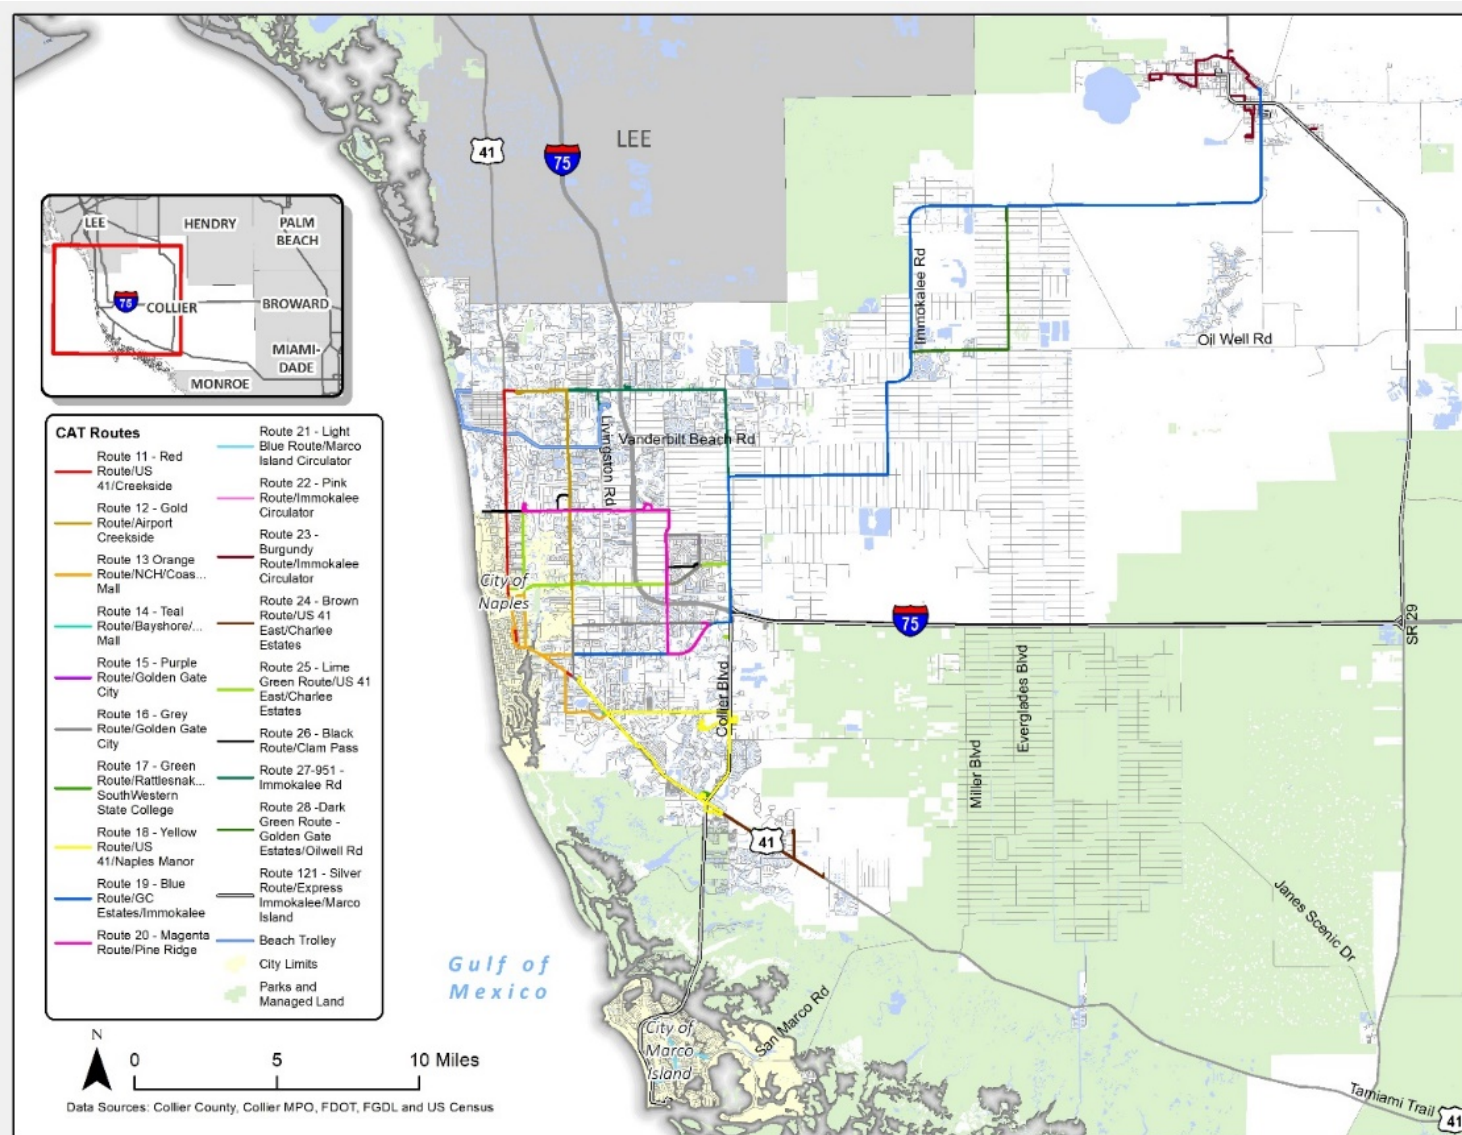 LEE
41
75
LEE
HENDRY
PALM
BEACH
75
COLLIER
BROWARD
MIAMI-
DADE
MONROE
CAT Routes
Route 11 - Red
Route/US
41/Creekside
Route 12 - Gold
Route/Airport
Creekside
Route 13 Orange
Route/NCH/Coas...
Mall
Route 14 - Teal
Route/Bayshore/...
Mall
Route 15 - Purple
Route/Golden Gate
City
Route 16 - Grey
Route/Golden Gate
City
Route 17 - Green
Route/Rattlesnak...
SouthWestern
State College
Route 18 - Yellow
Route/US
41/Naples Manor
Route 19 - Blue
Route/GC
Estates/Immokalee
Route 20 - Magenta
Route/Pine Ridge
Route 21 - Light
Blue Route/Marco
Island Circulator
Route 22 - Pink
Route/Immokalee
Circulator
Route 23 -
Burgundy
Route/Immokalee
Circulator
Route 24 - Brown
Route/US 41
East/Charlee
Estates
Route 25 - Lime
Green Route/US 41
East/Charlee
Estates
Route 26 - Black
Route/Clam Pass
Route 27-951 -
Immokalee Rd
Route 28 -Dark
Green Route -
Golden Gate
Estates/Oilwell Rd
Route 121 - Silver
Route/Express
Immokalee/Marco
Island
Beach Trolley
City Limits
Parks and
Managed Land
Immokalee Rd
Oil Well Rd
Livingston Rd
Vanderbilt Beach Rd
City of
Naples
75
SR 29
Collier Blvd
Everglades Blvd
Miller Blvd
41
Janes Scenic Dr
Gulf of
Mexico
San Marco Rd
City of
Marco
Island
Tamiami Trail
41
N
0 5 10 Miles
Data Sources: Collier County, Collier MPO, FDOT, FGDL and US Census